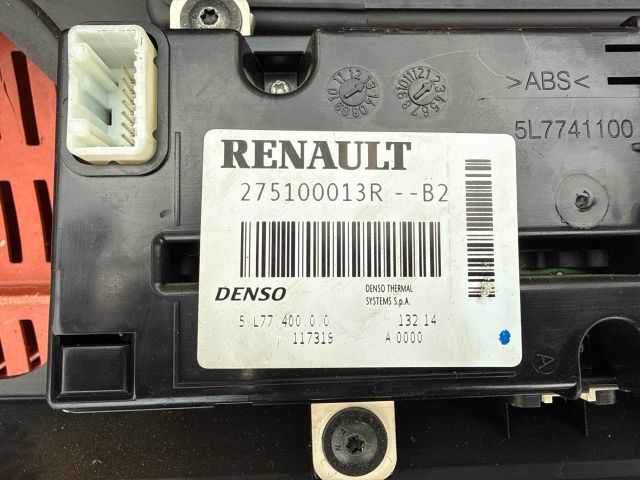 >ABS<
5L7741100
RENAULT
275100013R --B2
DENSO
DENSO THERMAL
SYSTEMS S.p.A.
5 L77 400 0 0
132 14
117319
A 0000
A